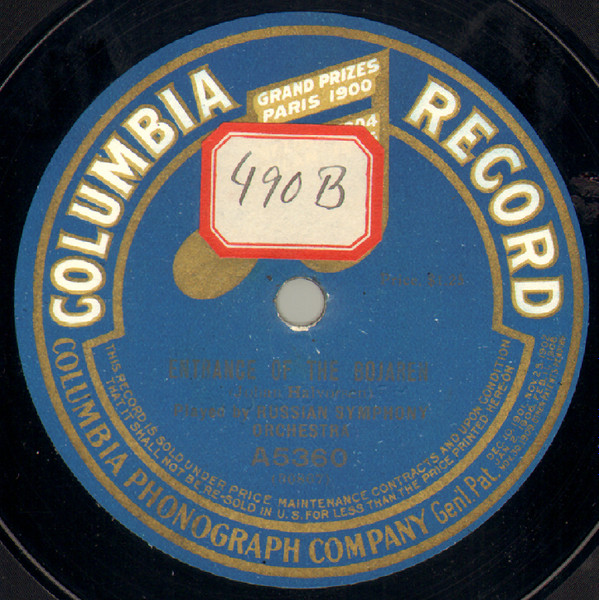 COLUMBIA RECORD
GRAND PRIZES
PARIS 1900
490 B
ENTRANCE OF THE BOJAREN
Played by RUSSIAN SYMPHONY
ORCHESTRA
A5360
THIS RECORD IS SOLD UNDER PRICE MAINTENANCE CONTRACTS AND UPON CONDITION
THAT IT SHALL NOT BE RE-SOLD IN U.S. FOR LESS THAN THE PRICE PRINTED HEREON.
COLUMBIA PHONOGRAPH COMPANY Genl. Pat.